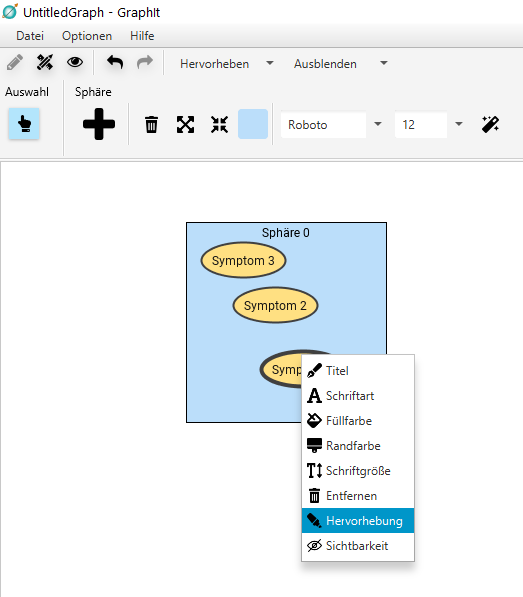 UntitledGraph - GraphIt
Datei Optionen Hilfe
Hervorheben Ausblenden
Auswahl Sphäre
Roboto 12
Sphäre 0
Symptom 3
Symptom 2
Symp
Titel
Schriftart
Füllfarbe
Randfarbe
Schriftgröße
Entfernen
Hervorhebung
Sichtbarkeit